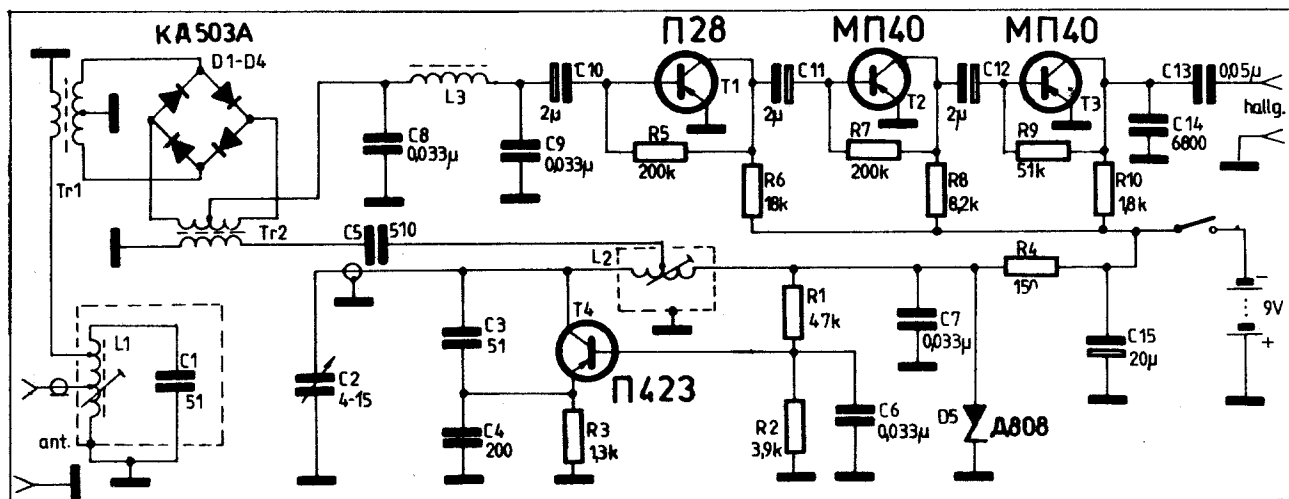 КД503А
D1-D4
Tr1
Tr2
L3
C8
0,033µ
C9
0,033µ
C10
2µ
П28
T1
R5
200k
R6
18k
C11
2µ
МП40
T2
R7
200k
R8
8,2k
C12
2µ
МП40
T3
R9
51k
R10
1,8k
C13
0,05µ
C14
6800
hallg.
C5
510
L2
T4
П423
R1
47k
R4
C7
0,033µ
C15
20µ
9V
−
+
L1
C1
51
ant.
C2
4-15
C3
51
C4
200
R3
1,3k
R2
3,9k
C6
0,033µ
D5
Д808